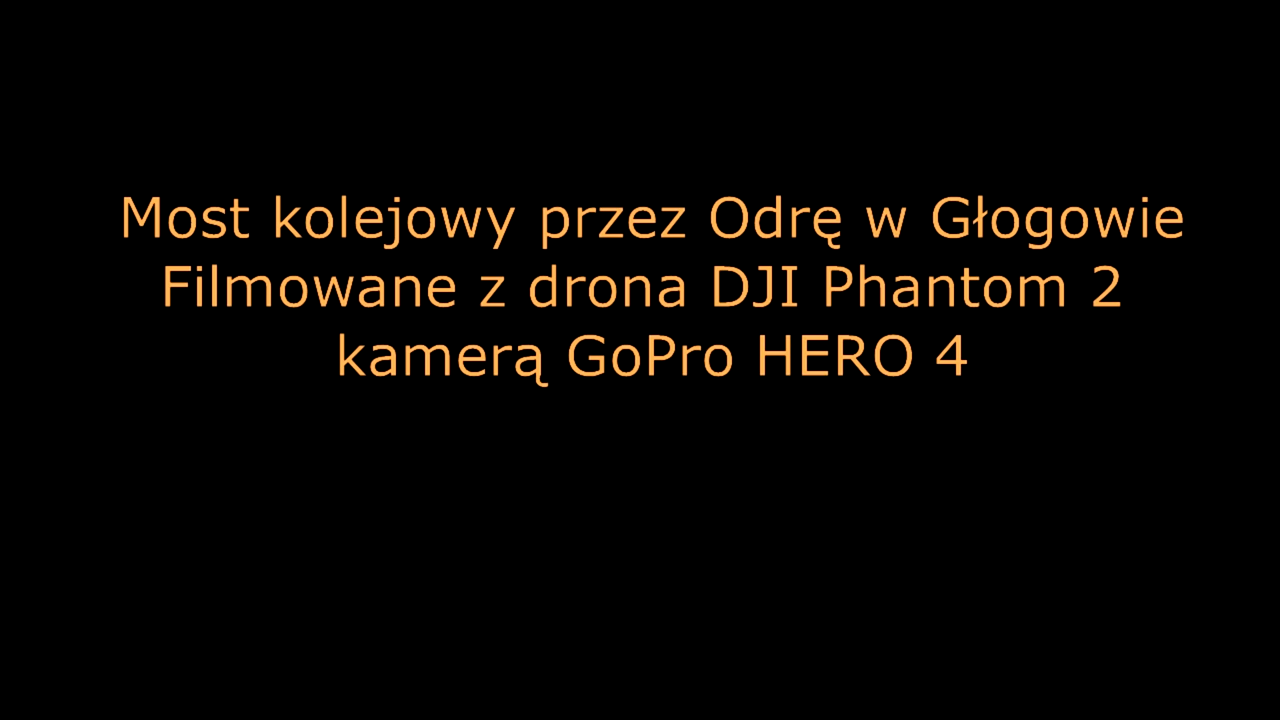 Most kolejowy przez Odrę w Głogowie
Filmowane z drona DJI Phantom 2
kamerą GoPro HERO 4